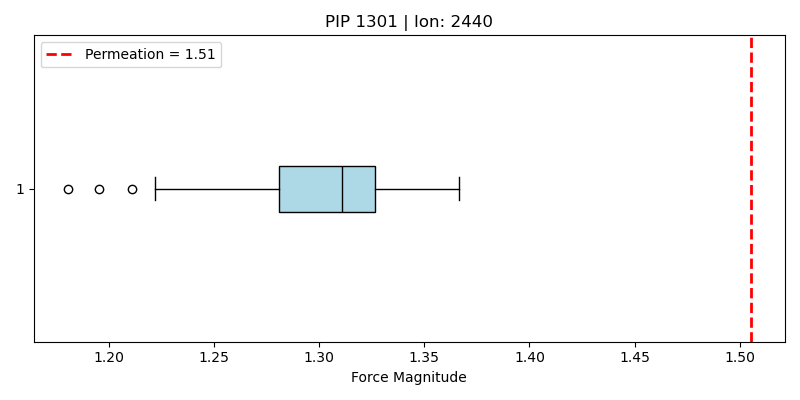 PIP 1301 | lon: 2440
Permeation = 1.51
1
1.20 1.25 1.30 1.35 1.40 1.45 1.50
Force Magnitude